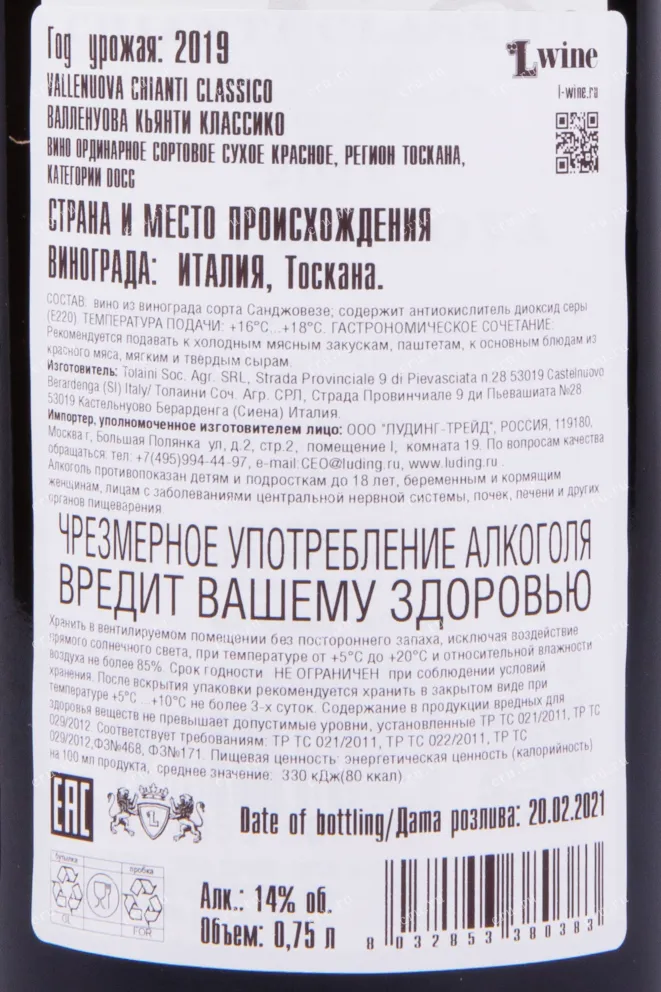 Год урожая: 2019
L wine
l-wine.ru
VALLENUOVA CHIANTI CLASSICO
ВАЛЛЕНУОВА КЬЯНТИ КЛАССИКО
ВИНО ОРДИНАРНОЕ СОРТОВОЕ СУХОЕ КРАСНОЕ, РЕГИОН ТОСКАНА,
КАТЕГОРИИ DOCG
СТРАНА И МЕСТО ПРОИСХОЖДЕНИЯ
ВИНОГРАДА: ИТАЛИЯ, Тоскана.
СОСТАВ: вино из винограда сорта Санджовезе; содержит антиокислитель диоксид серы
(Е220). ТЕМПЕРАТУРА ПОДАЧИ: +16°С...+18°С. ГАСТРОНОМИЧЕСКОЕ СОЧЕТАНИЕ:
Рекомендуется подавать к холодным мясным закускам, паштетам, к основным блюдам из
красного мяса, мягким и твердым сырам.
Изготовитель: Tolaini Soc. Agr. SRL, Strada Provinciale 9 di Pievasciata n.28 53019 Castelnuovo
Berardenga (SI) Italy/ Толаини Соч. Агр. СРЛ, Страда Провинчиале 9 ди Пьевашиата №28
53019 Кастельнуово Берарденга (Сиена) Италия.
Импортер, уполномоченное изготовителем лицо: ООО "ЛУДИНГ-ТРЕЙД", РОССИЯ, 119180,
Москва г, Большая Полянка ул, д.2, стр.2, помещение I, комната 19. По вопросам качества
обращаться: тел: +7(495)994-44-97, e-mail:CEO@luding.ru, www.luding.ru .
Алкоголь противопоказан детям и подросткам до 18 лет, беременным и кормящим
женщинам, лицам с заболеваниями центральной нервной системы, почек, печени и других
органов пищеварения.
ЧРЕЗМЕРНОЕ УПОТРЕБЛЕНИЕ АЛКОГОЛЯ
ВРЕДИТ ВАШЕМУ ЗДОРОВЬЮ
Хранить в вентилируемом помещении без постороннего запаха, исключая воздействие
прямого солнечного света, при температуре от +5°С до +20°С и относительной влажности
воздуха не более 85%. Срок годности НЕ ОГРАНИЧЕН при соблюдении условий
хранения. После вскрытия упаковки рекомендуется хранить в закрытом виде при
температуре +5°С ...+10°С не более 3-х суток. Содержание в продукции вредных для
здоровья веществ не превышает допустимые уровни, установленные ТР ТС 021/2011, ТР ТС
029/2012. Соответствует требованиям: ТР ТС 021/2011, ТР ТС 022/2011, ТР ТС
029/2012,ФЗ№468, ФЗ№171. Пищевая ценность: энергетическая ценность (калорийность)
на 100 мл продукта, среднее значение: 330 кДж(80 ккал).
EAC
L
Date of bottling/Дата розлива: 20.02.2021
бутылка
пробка
GL
FOR
Алк.: 14% об.
Объем: 0,75 л
8 032853 380383